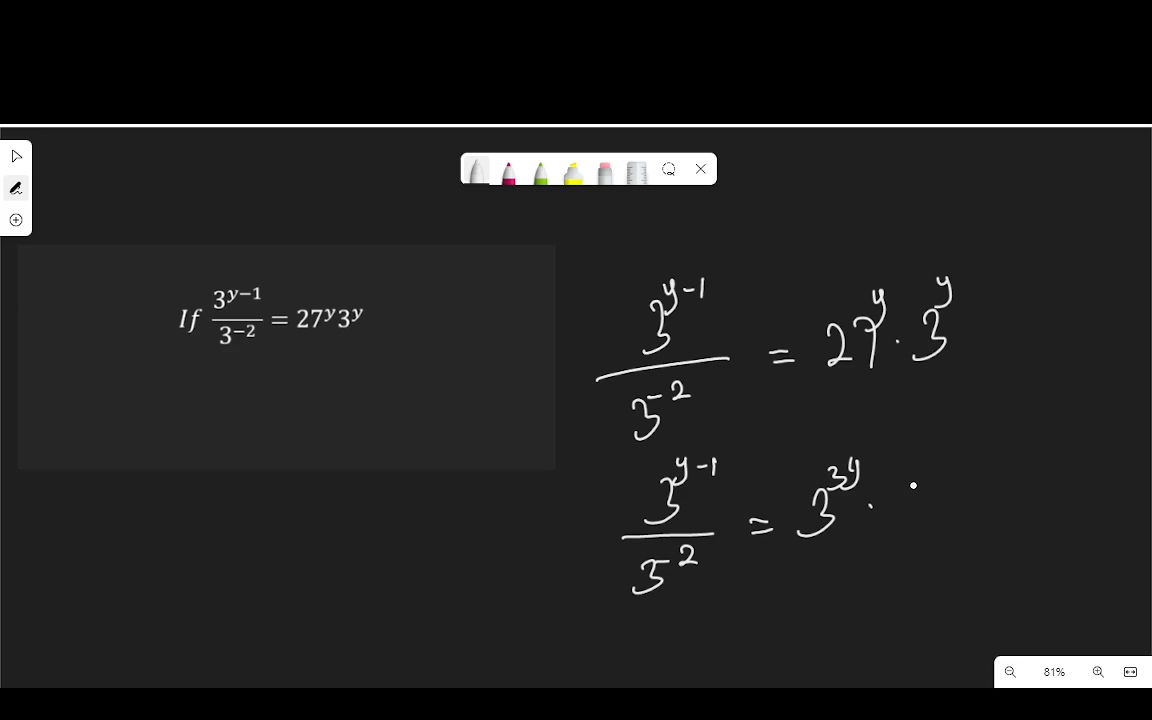 If 3^{y−1}/3^{−2} = 27^y3^y
3^{y-1}/3^{-2} = 27^y · 3^y
3^{y-1}/3^2 = 3^{3y} ·
81%